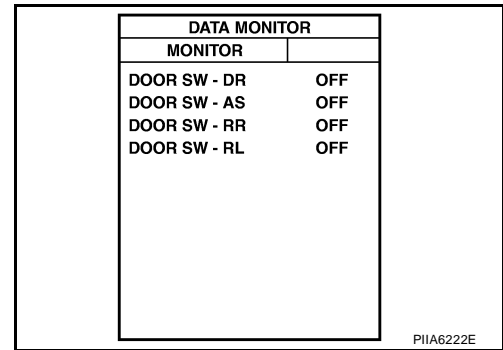 DATA MONITOR
MONITOR
DOOR SW - DR OFF
DOOR SW - AS OFF
DOOR SW - RR OFF
DOOR SW - RL OFF
PIIA6222E